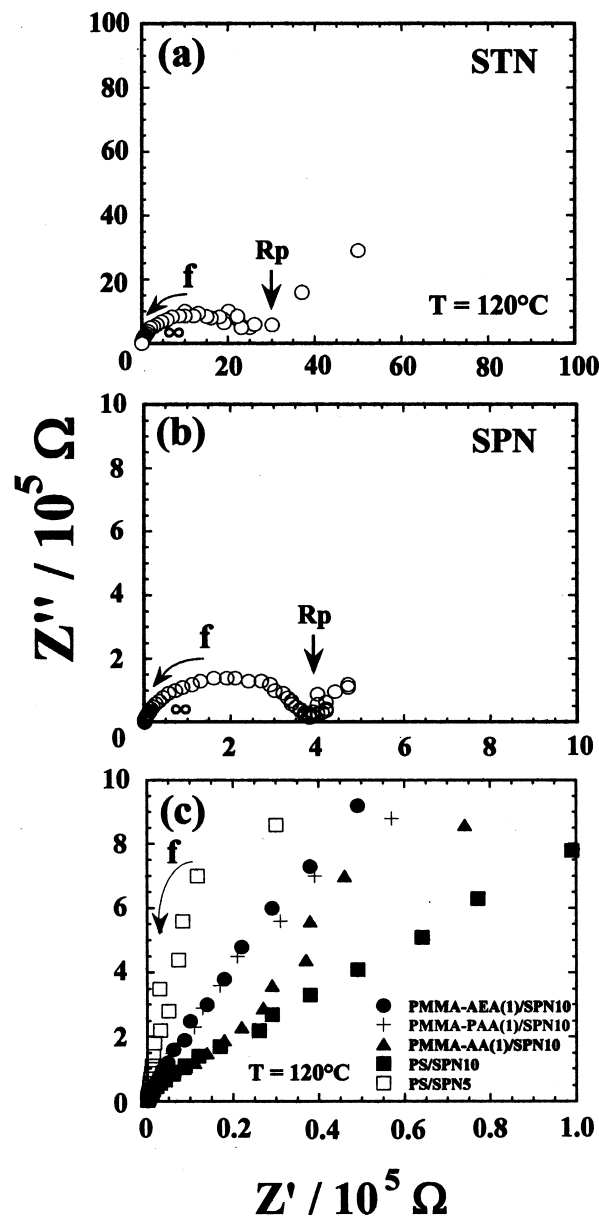 100
(a)
STN
80
60
40
Rp
f
20
T = 120°C
∞
0
0 20 40 60 80 100
10
(b)
SPN
8
6
4
Rp
f
2
∞
0
2 4 6 8 10
Z'' / 10⁵ Ω
10
(c)
f
8
6
4
PMMA-AEA(1)/SPN10
PMMA-PAA(1)/SPN10
2
PMMA-AA(1)/SPN10
PS/SPN10
T = 120°C
PS/SPN5
0
0 0.2 0.4 0.6 0.8 1.0
Z' / 10⁵ Ω